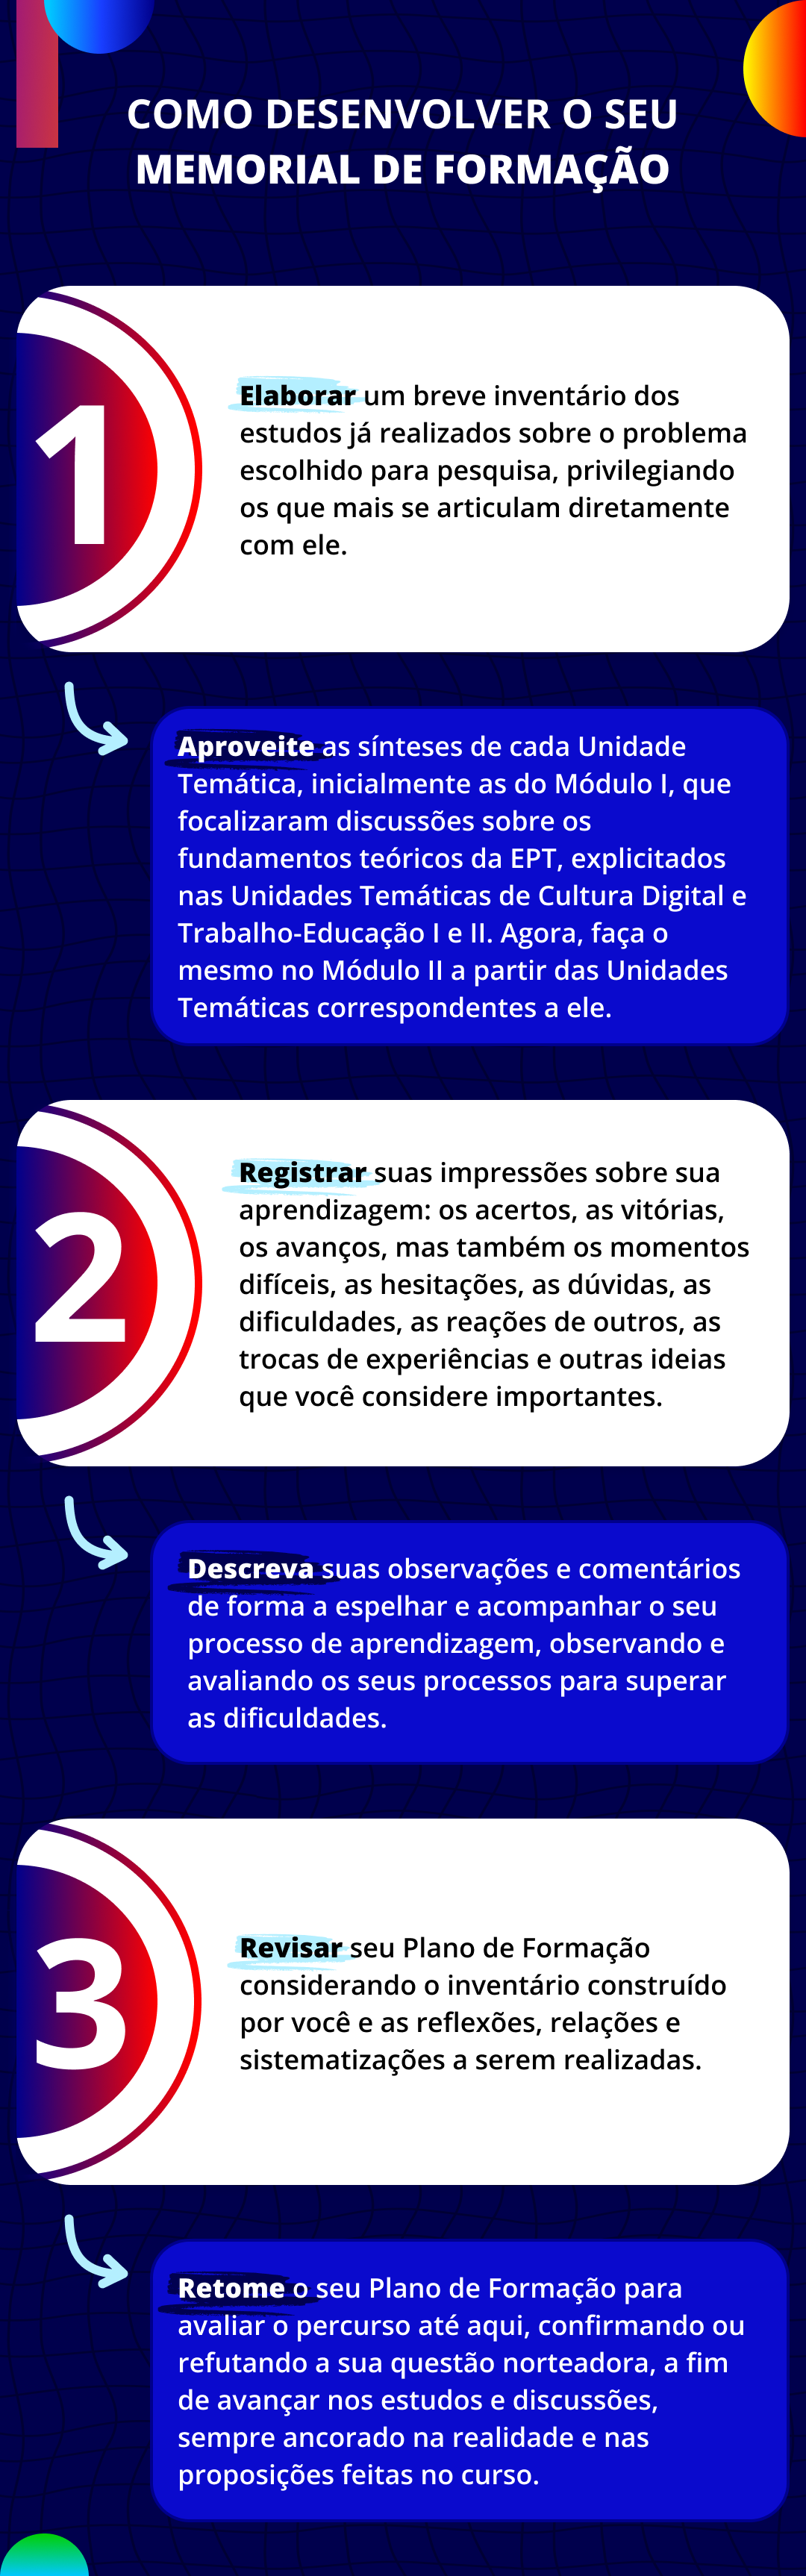 COMO DESENVOLVER O SEU
MEMORIAL DE FORMAÇÃO
1
Elaborar um breve inventário dos
estudos já realizados sobre o problema
escolhido para pesquisa, privilegiando
os que mais se articulam diretamente
com ele.
Aproveite as sínteses de cada Unidade
Temática, inicialmente as do Módulo I, que
focalizaram discussões sobre os
fundamentos teóricos da EPT, explicitados
nas Unidades Temáticas de Cultura Digital e
Trabalho-Educação I e II. Agora, faça o
mesmo no Módulo II a partir das Unidades
Temáticas correspondentes a ele.
2
Registrar suas impressões sobre sua
aprendizagem: os acertos, as vitórias,
os avanços, mas também os momentos
difíceis, as hesitações, as dúvidas, as
dificuldades, as reações de outros, as
trocas de experiências e outras ideias
que você considere importantes.
Descreva suas observações e comentários
de forma a espelhar e acompanhar o seu
processo de aprendizagem, observando e
avaliando os seus processos para superar
as dificuldades.
3
Revisar seu Plano de Formação
considerando o inventário construído
por você e as reflexões, relações e
sistematizações a serem realizadas.
Retome o seu Plano de Formação para
avaliar o percurso até aqui, confirmando ou
refutando a sua questão norteadora, a fim
de avançar nos estudos e discussões,
sempre ancorado na realidade e nas
proposições feitas no curso.